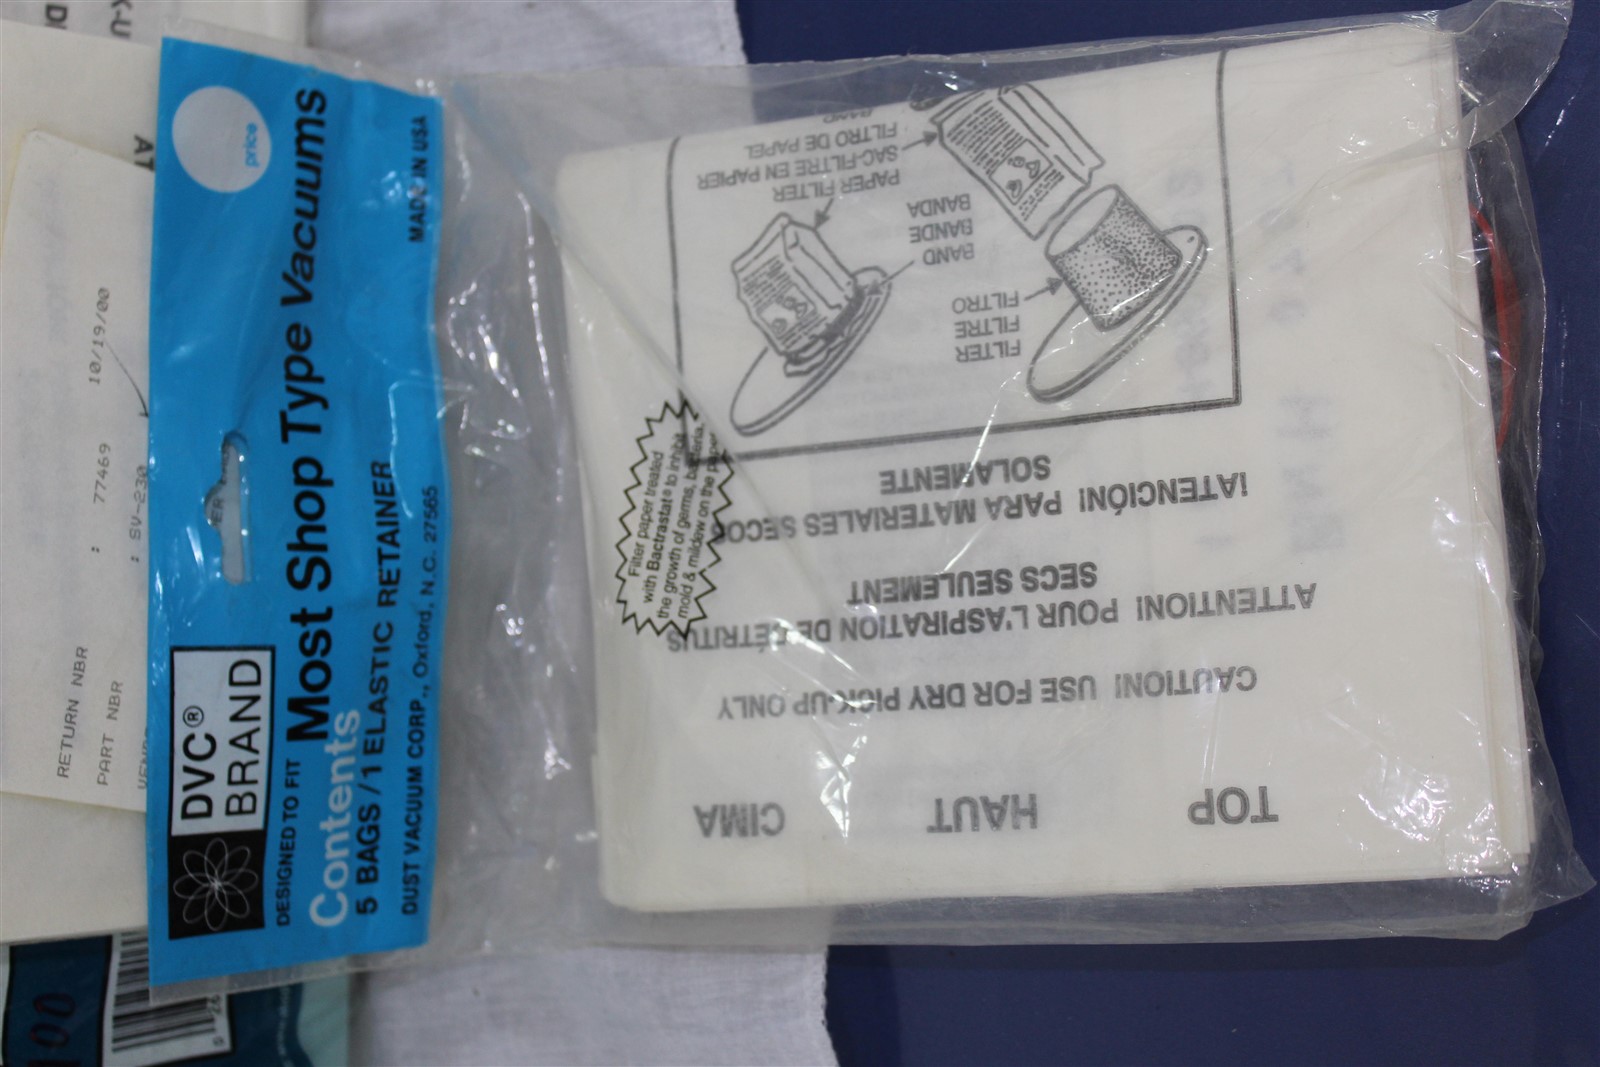 price
DVC®
BRAND
DESIGNED TO FIT
Most Shop Type Vacuums
Contents
5 BAGS / 1 ELASTIC RETAINER
MADE IN USA
DUST VACUUM CORP., Oxford, N.C. 27565
TOP HAUT CIMA
CAUTION! USE FOR DRY PICK-UP ONLY
ATTENTION! POUR L'ASPIRATION DE DÉTRITUS
SECS SEULEMENT
¡ATENCIÓN! PARA MATERIALES SECOS
SOLAMENTE
FILTER
FILTRE
FILTRO
BAND
BANDE
BANDA
PAPER FILTER
SAC-FILTRE EN PAPIER
FILTRO DE PAPEL
BAND
Filter paper treated
with Bactrastat® to inhibit
the growth of germs, bacteria,
mold & mildew on the paper
10/19/00
RETURN NBR : 77469
PART NBR : SV-230